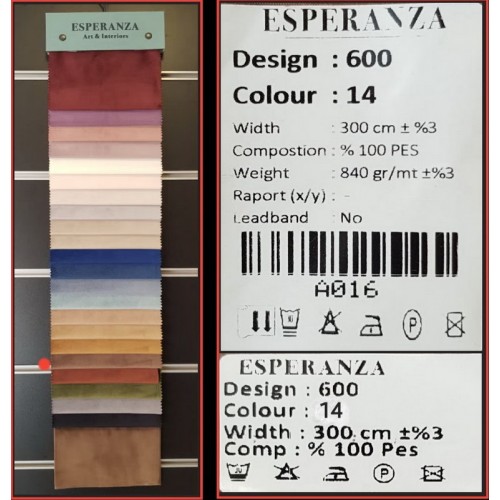 ESPERANZA
Art & Interiors
ESPERANZA
Design : 600
Colour : 14
Width : 300 cm ± %3
Compostion : % 100 PES
Weight : 840 gr/mt ±%3
Raport (x/y) : -
Leadband : No
A016
P
ESPERANZA
Design : 600
Colour : 14
Width : 300 cm ±%3
Comp : % 100 Pes
P